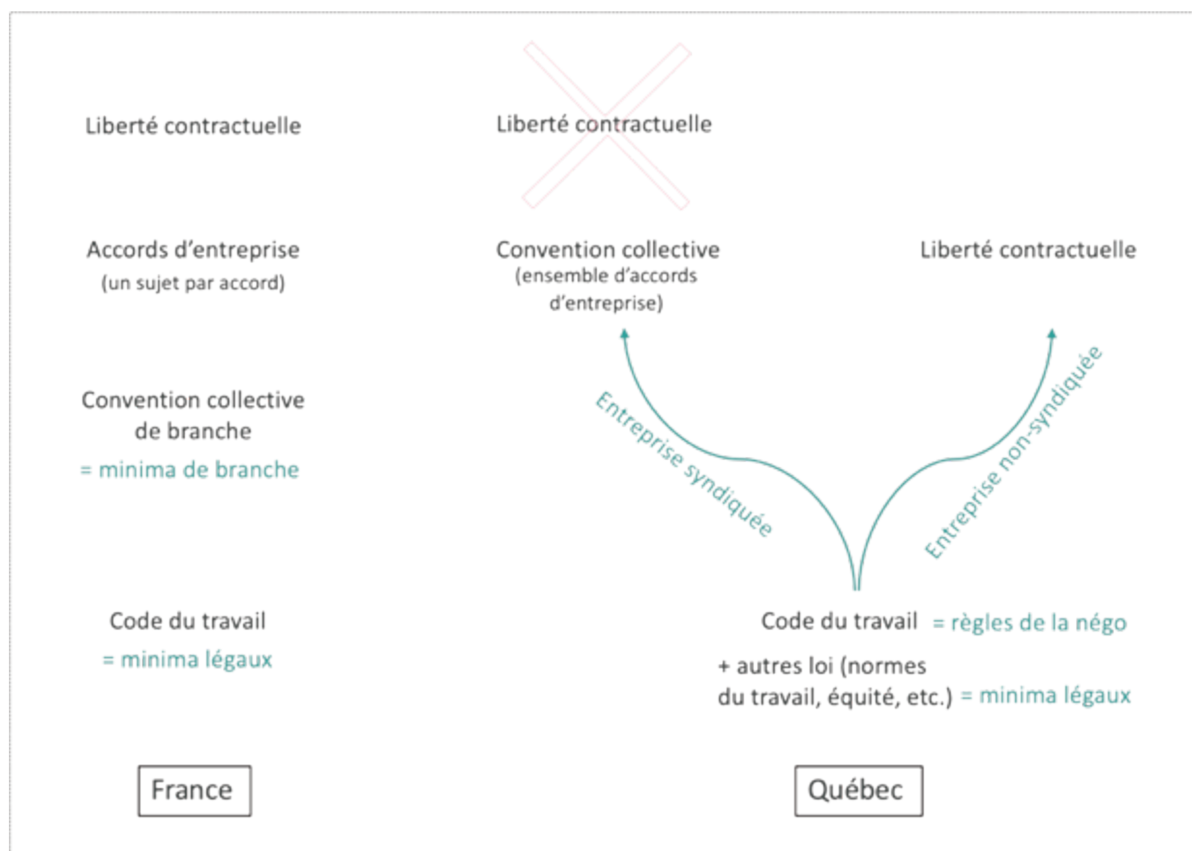 Liberté contractuelle
Liberté contractuelle
Accords d'entreprise
(un sujet par accord)
Convention collective
(ensemble d'accords
d'entreprise)
Liberté contractuelle
Convention collective
de branche
= minima de branche
Entreprise syndiquée
Entreprise non-syndiquée
Code du travail
= minima légaux
Code du travail = règles de la négo
+ autres loi (normes
du travail, équité, etc.) = minima légaux
France
Québec